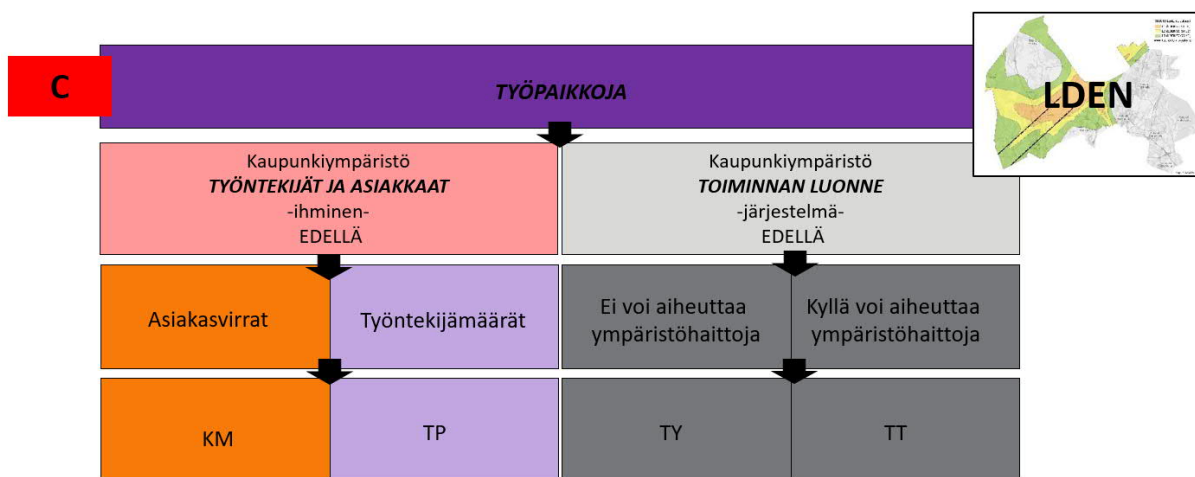 C
TYÖPAIKKOJA
LDEN
Kaupunkiympäristö
TYÖNTEKIJÄT JA ASIAKKAAT
-ihminen-
EDELLÄ
Kaupunkiympäristö
TOIMINNAN LUONNE
-järjestelmä-
EDELLÄ
Asiakasvirrat
Työntekijämäärät
Ei voi aiheuttaa
ympäristöhaittoja
Kyllä voi aiheuttaa
ympäristöhaittoja
KM
TP
TY
TT